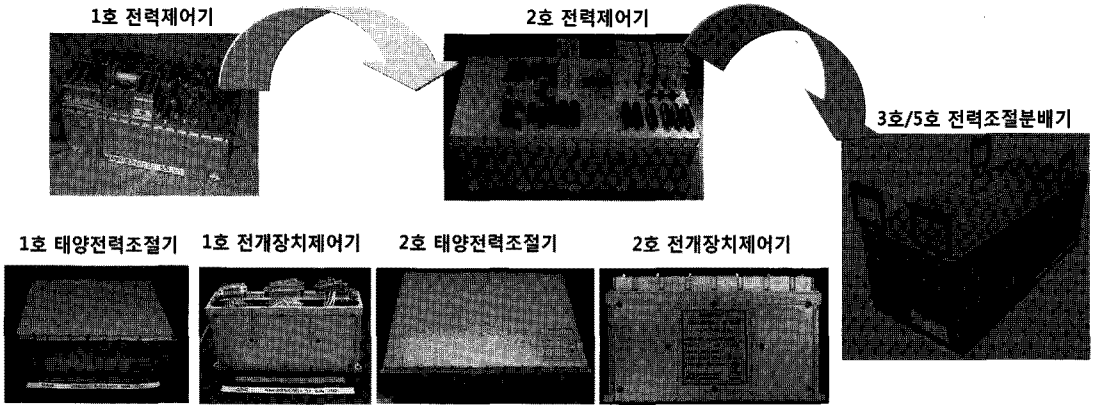 1호 전력제어기
2호 전력제어기
3호/5호 전력조절분배기
1호 태양전력조절기
1호 전개장치제어기
2호 태양전력조절기
2호 전개장치제어기